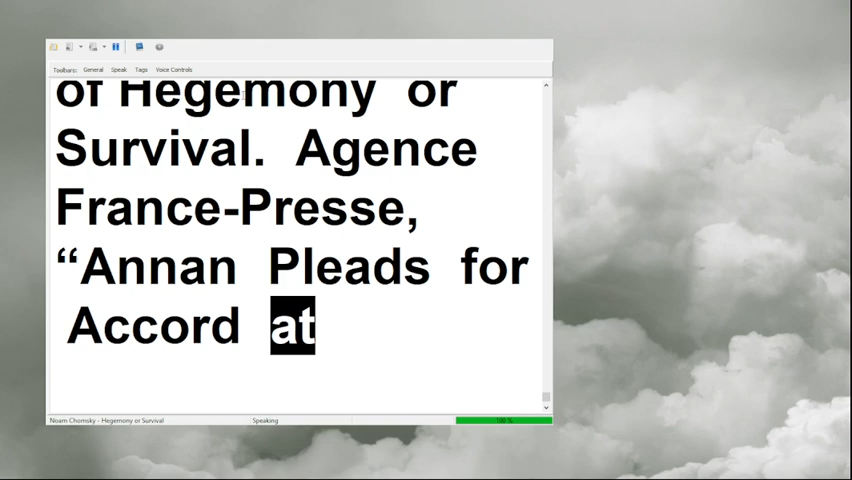 Toolbars: General Speak Tags Voice Controls
of Hegemony or
Survival. Agence
France-Presse,
“Annan Pleads for
Accord at
Noam Chomsky - Hegemony or Survival Speaking 100 %